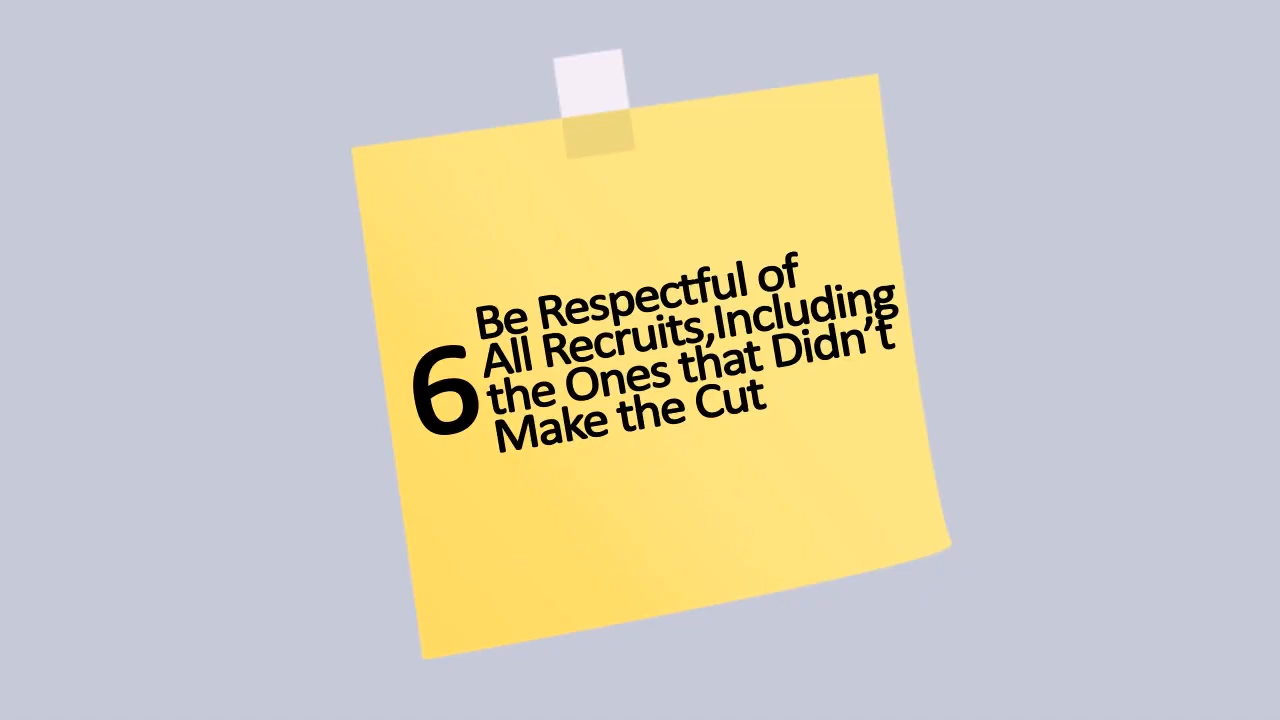 6
Be Respectful of
All Recruits,Including
the Ones that Didn’t
Make the Cut